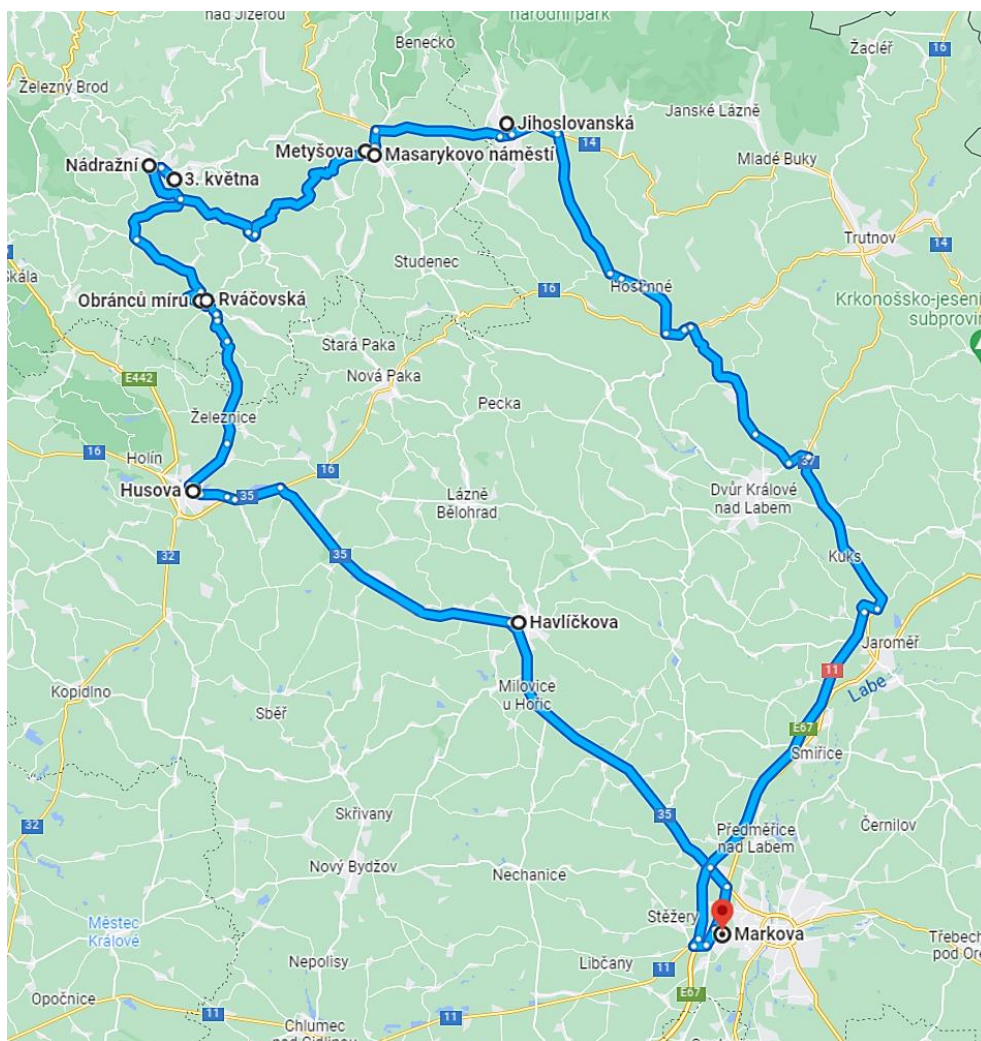 nad Jizerou
národní park
Benecko
Žacléř
16
Železný Brod
Jihoslovanská
Janské Lázně
14
Metyšova
Masarykovo náměstí
Nádražní
3. května
Mladé Buky
Trutnov
14
Studenec
Skála
Hostinné
16
Obránců míru
Rváčovská
Krkonošsko-jesení
subprovin
Stará Paka
E442
Nová Paka
Pecka
Železnice
16
Holín
16
37
Husova
35
Lázně
Bělohrad
Dvůr Králové
nad Labem
32
35
Kuks
Havlíčkova
Jaroměř
11
Labe
Kopidlno
Milovice
u Hořic
Sběř
E67
Smiřice
32
Skřivany
35
Předměřice
nad Labem
Černilov
Nový Bydžov
Nechanice
Městec
Králové
Stěžery
Markova
Třebech
pod Ore
Nepolisy
Libčany
11
E67
Opočnice
11
Chlumec
nad Cidlinou
11